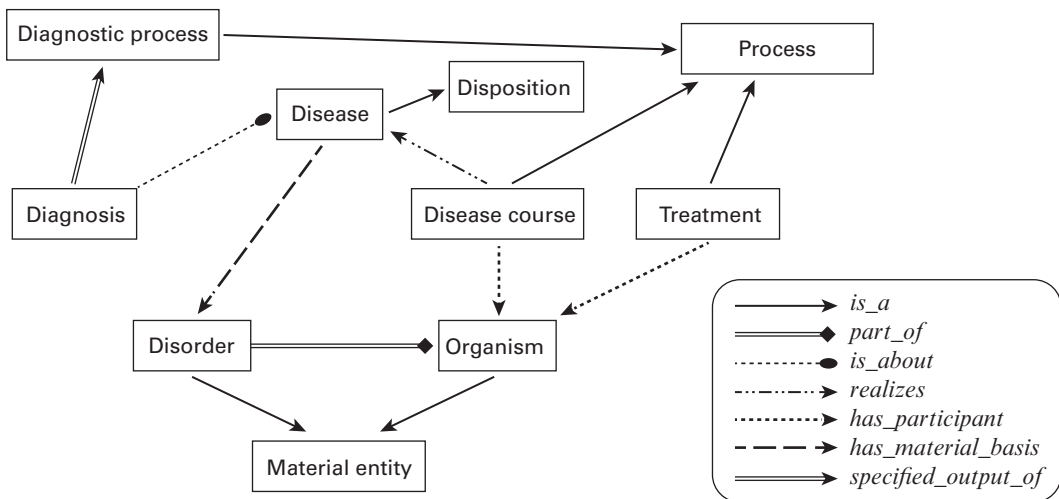 Diagnostic process
Process
Disposition
Disease
Diagnosis
Disease course
Treatment
Disorder
Organism
Material entity
is_a
part_of
is_about
realizes
has_participant
has_material_basis
specified_output_of